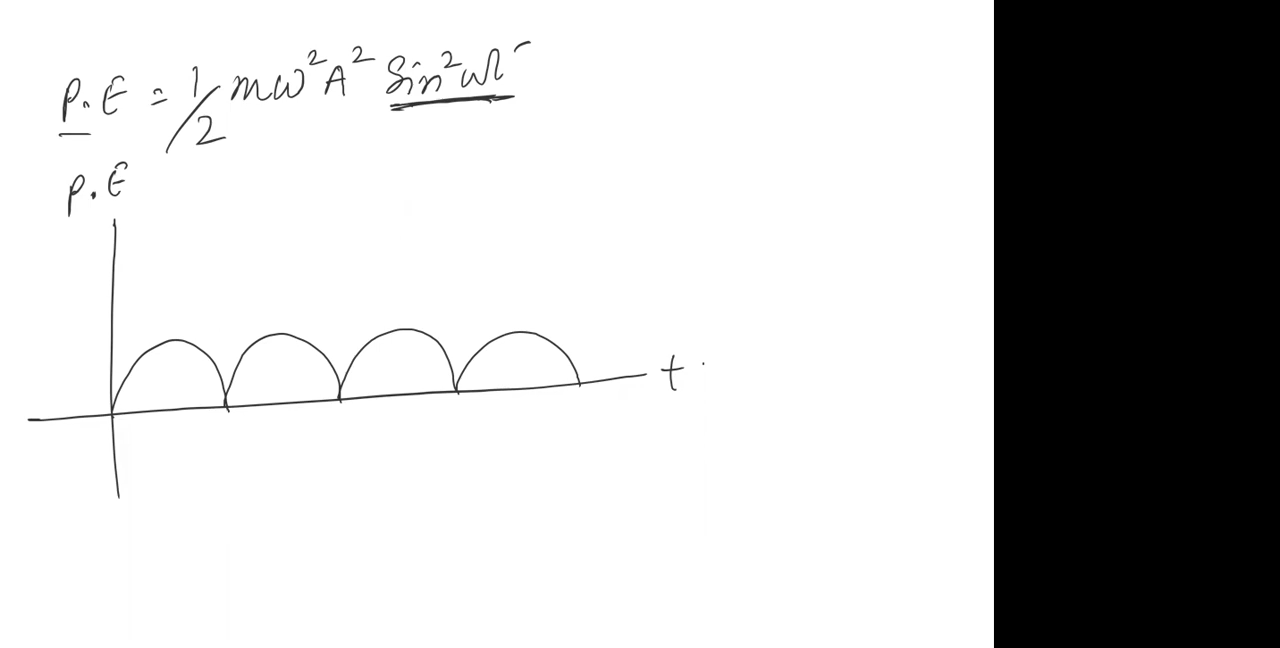 P.E = 1/2 mω²A² Sin²ωt
P.E
t